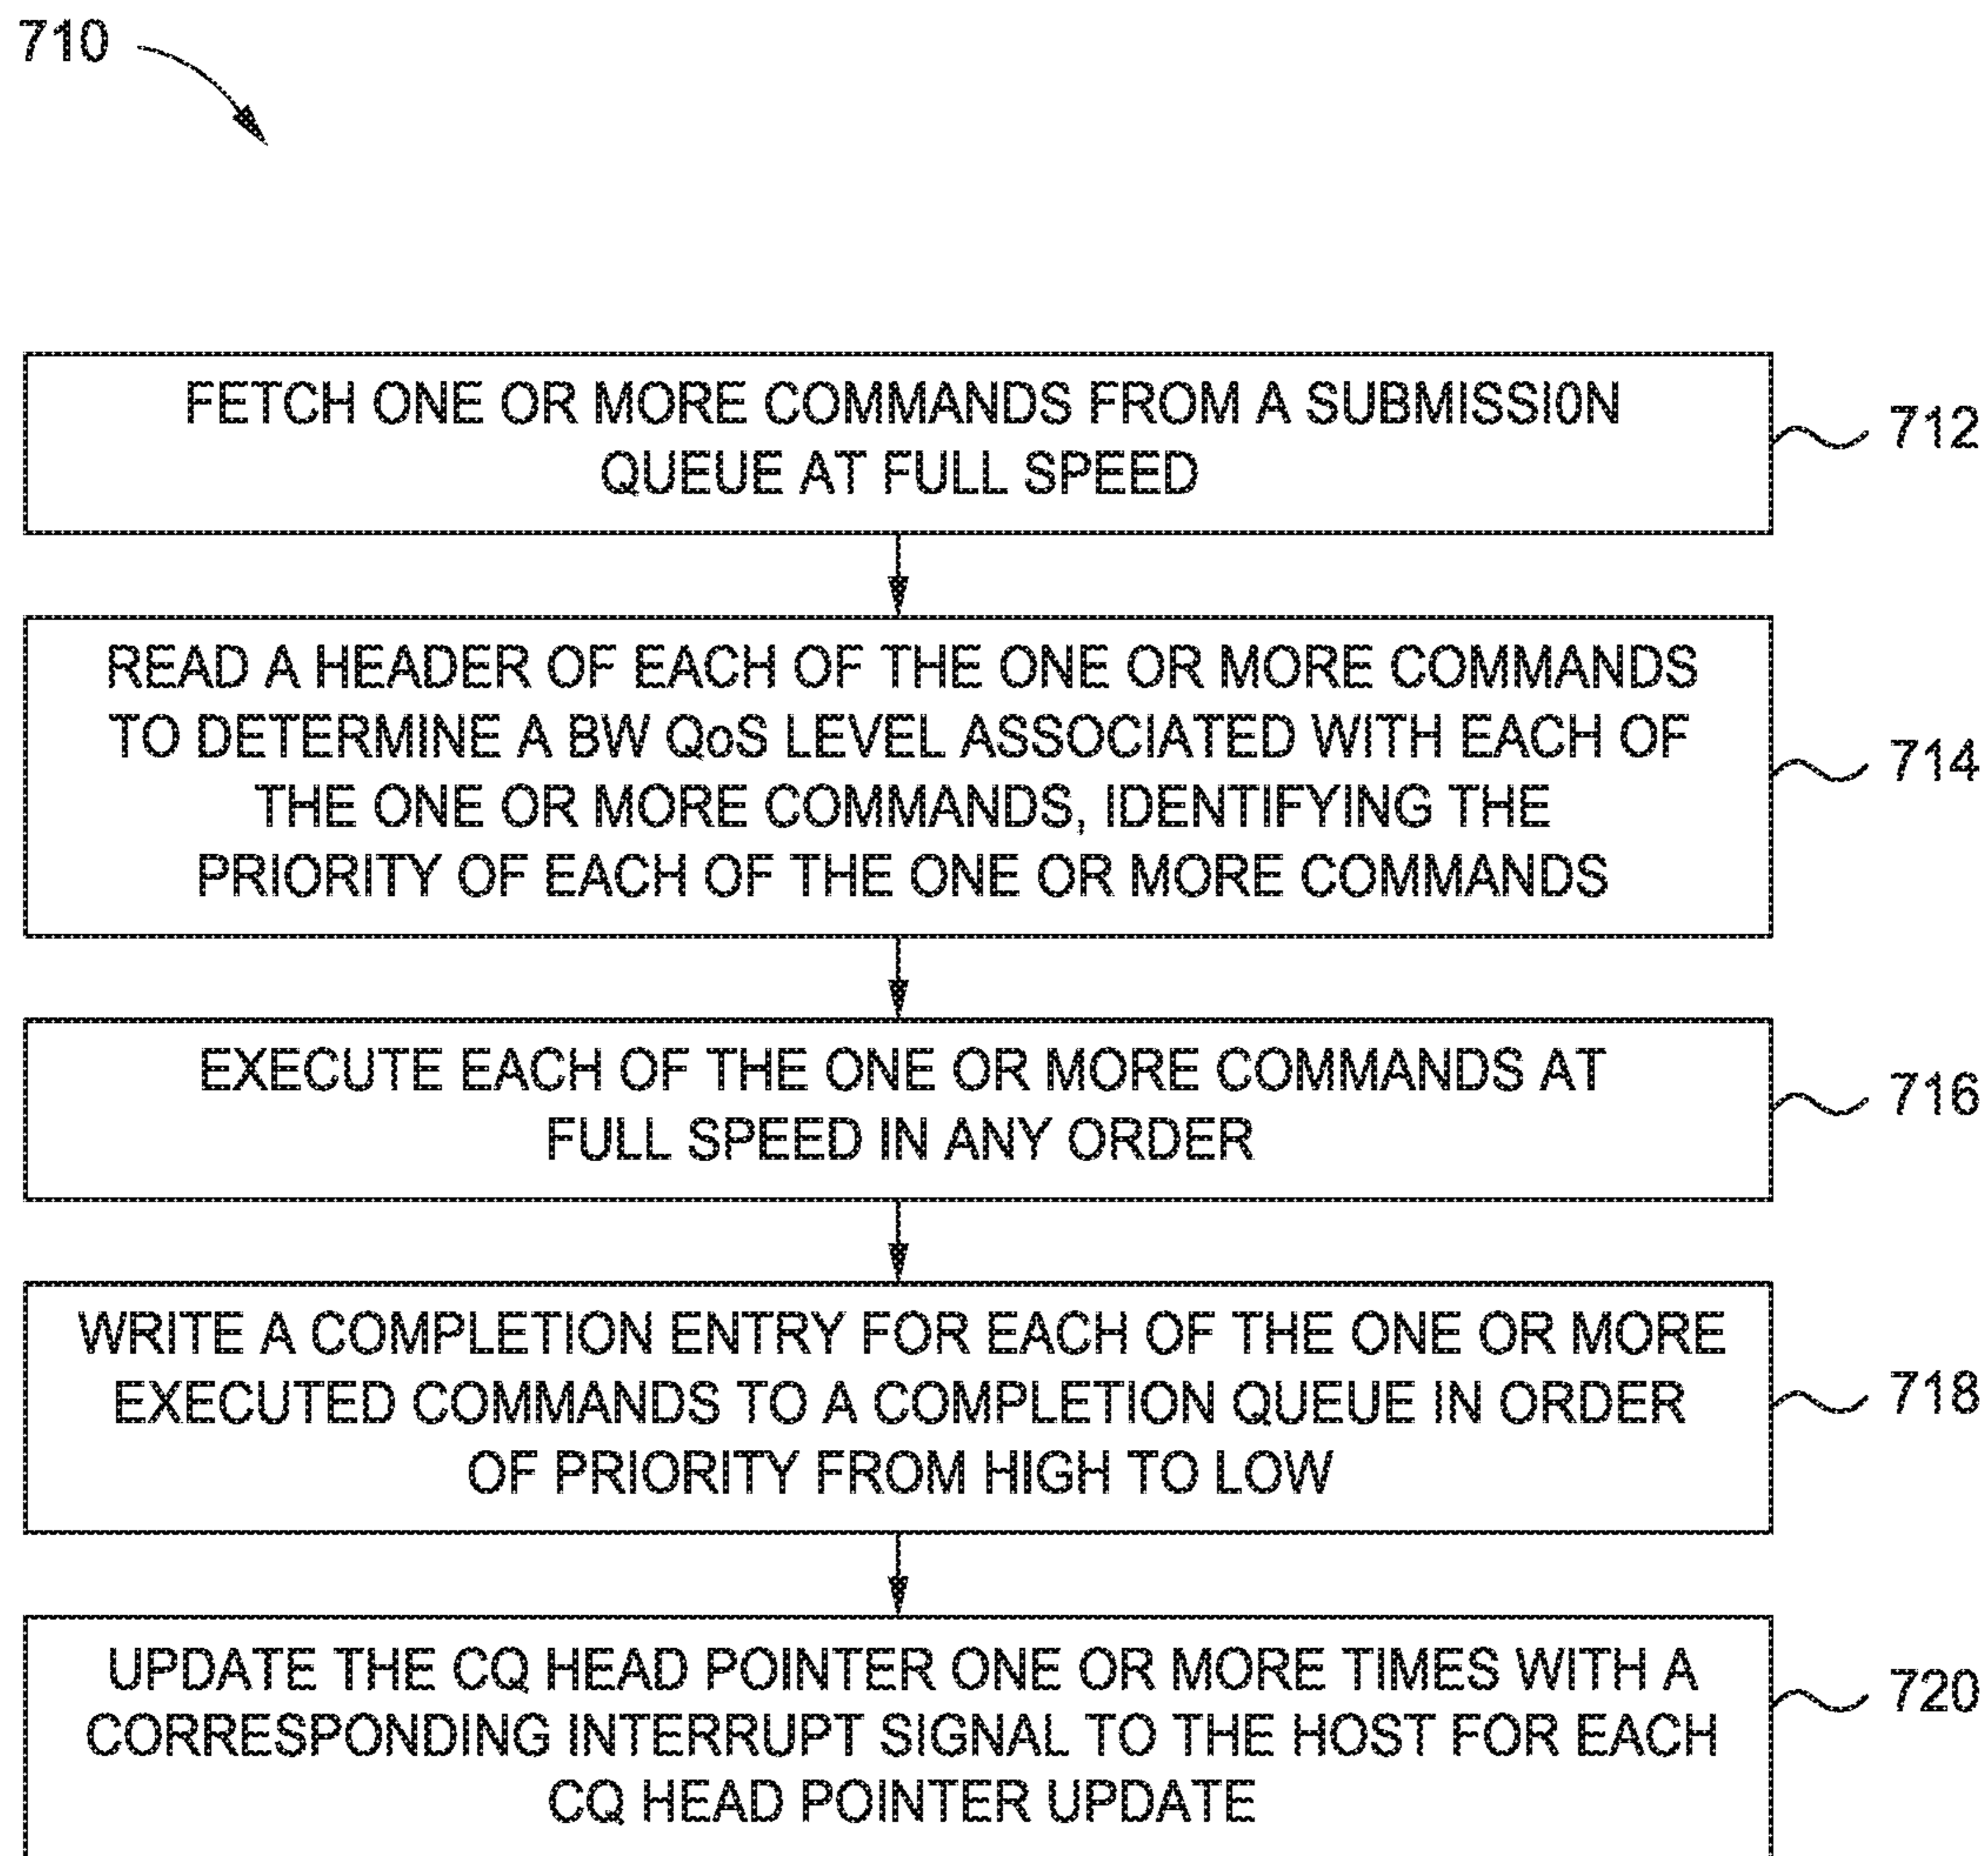 710
FETCH ONE OR MORE COMMANDS FROM A SUBMISSION
QUEUE AT FULL SPEED
712
READ A HEADER OF EACH OF THE ONE OR MORE COMMANDS
TO DETERMINE A BW QoS LEVEL ASSOCIATED WITH EACH OF
THE ONE OR MORE COMMANDS, IDENTIFYING THE
PRIORITY OF EACH OF THE ONE OR MORE COMMANDS
714
EXECUTE EACH OF THE ONE OR MORE COMMANDS AT
FULL SPEED IN ANY ORDER
716
WRITE A COMPLETION ENTRY FOR EACH OF THE ONE OR MORE
EXECUTED COMMANDS TO A COMPLETION QUEUE IN ORDER
OF PRIORITY FROM HIGH TO LOW
718
UPDATE THE CQ HEAD POINTER ONE OR MORE TIMES WITH A
CORRESPONDING INTERRUPT SIGNAL TO THE HOST FOR EACH
CQ HEAD POINTER UPDATE
720